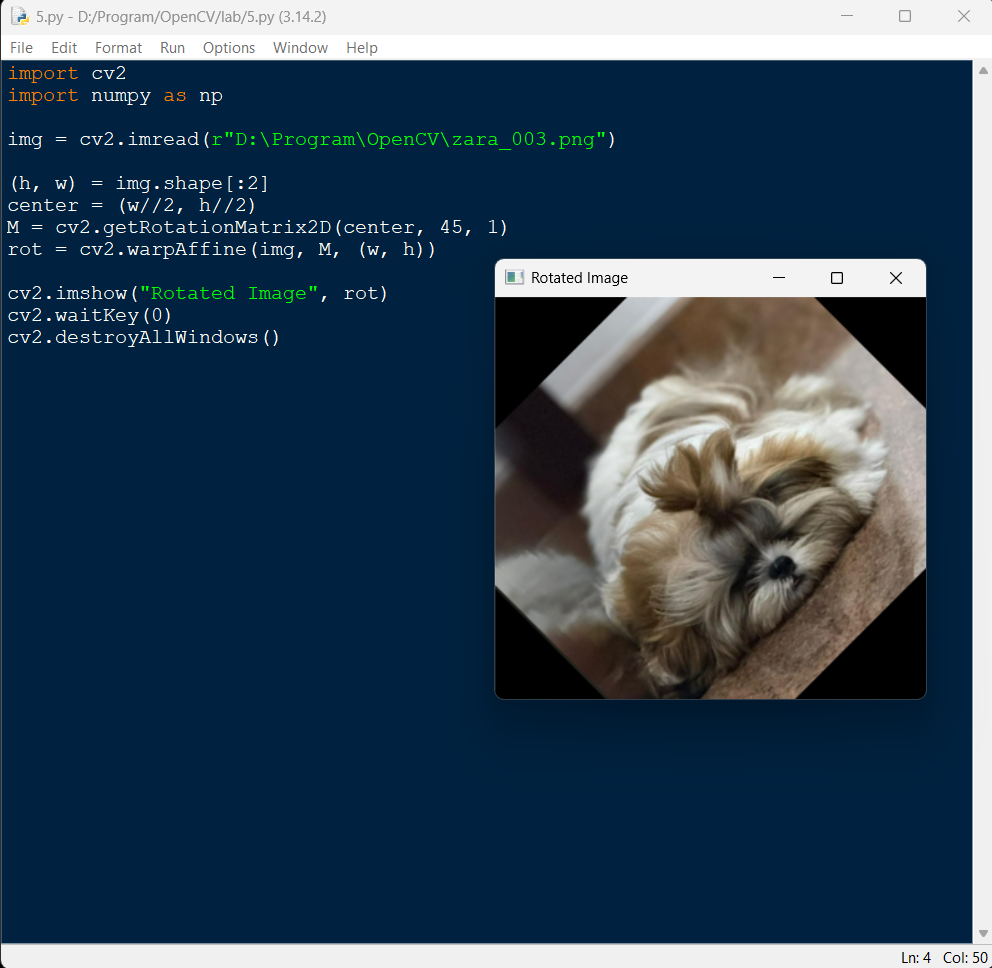 5.py - D:/Program/OpenCV/lab/5.py (3.14.2)
File Edit Format Run Options Window Help
import cv2
import numpy as np
img = cv2.imread(r"D:\Program\OpenCV\zara_003.png")
(h, w) = img.shape[:2]
center = (w//2, h//2)
M = cv2.getRotationMatrix2D(center, 45, 1)
rot = cv2.warpAffine(img, M, (w, h))
cv2.imshow("Rotated Image", rot)
cv2.waitKey(0)
cv2.destroyAllWindows()
Rotated Image
Ln: 4 Col: 50